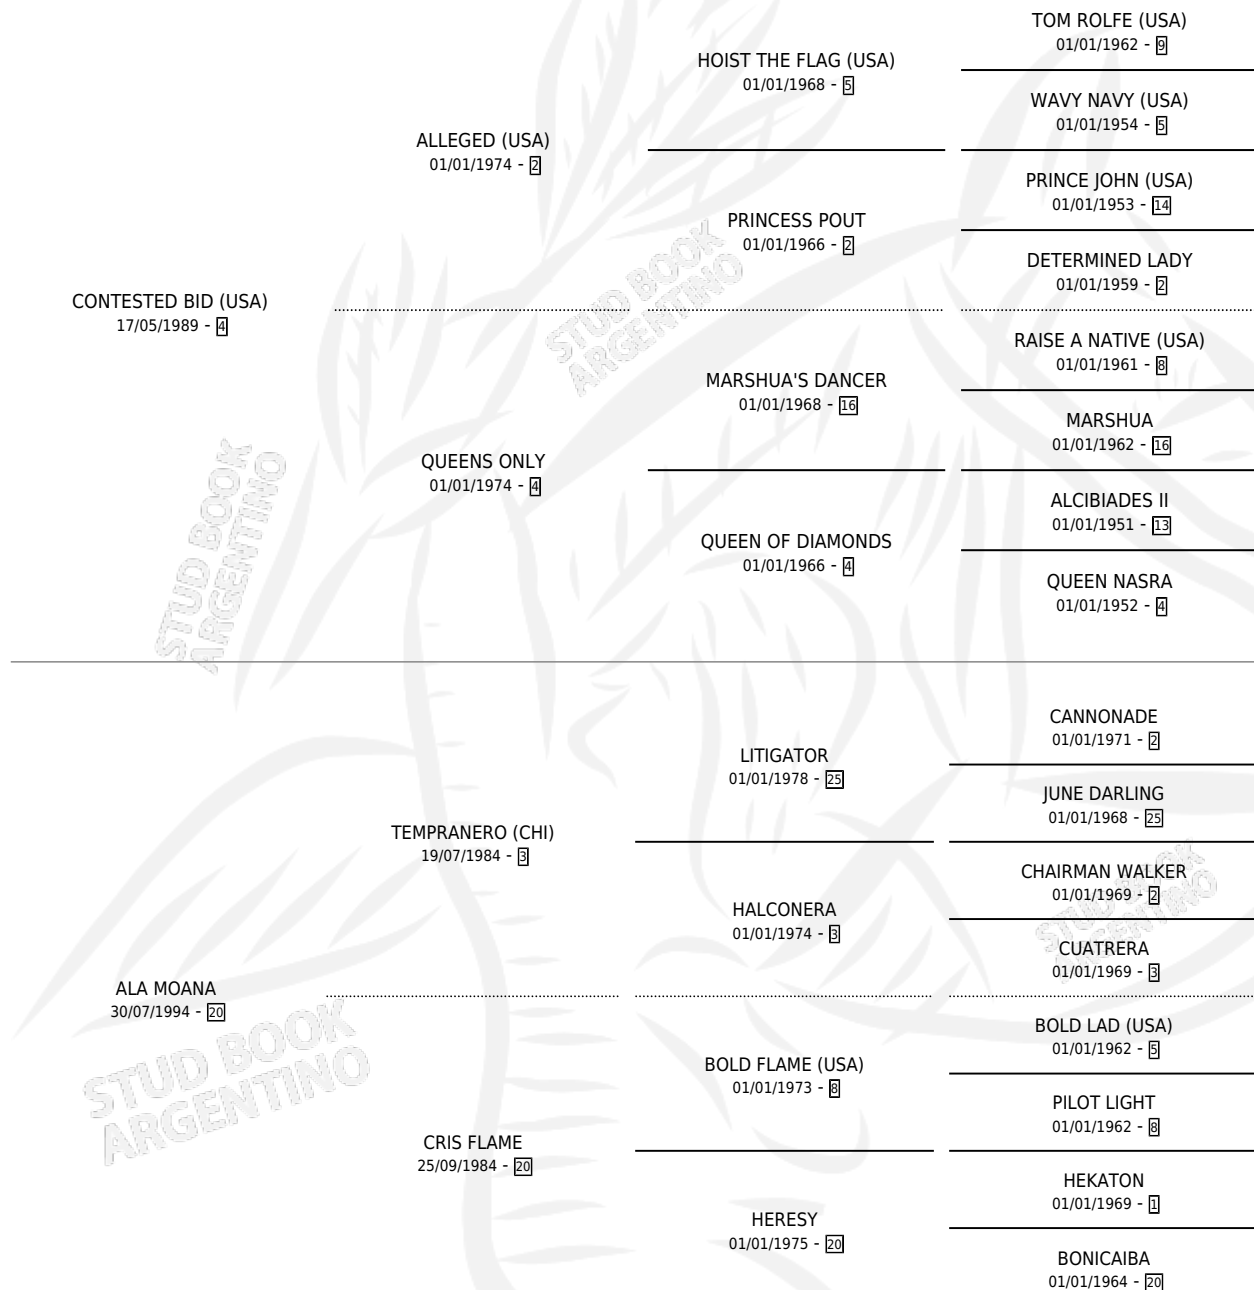 TOM ROLFE (USA)
01/01/1962 - 9
HOIST THE FLAG (USA)
01/01/1968 - 5
WAVY NAVY (USA)
01/01/1954 - 5
ALLEGED (USA)
01/01/1974 - 2
PRINCE JOHN (USA)
01/01/1953 - 14
PRINCESS POUT
01/01/1966 - 2
DETERMINED LADY
01/01/1959 - 2
CONTESTED BID (USA)
17/05/1989 - 4
RAISE A NATIVE (USA)
01/01/1961 - 8
MARSHUA'S DANCER
01/01/1968 - 16
MARSHUA
01/01/1962 - 16
QUEENS ONLY
01/01/1974 - 4
ALCIBIADES II
01/01/1951 - 13
QUEEN OF DIAMONDS
01/01/1966 - 4
QUEEN NASRA
01/01/1952 - 4
CANNONADE
01/01/1971 - 2
LITIGATOR
01/01/1978 - 25
JUNE DARLING
01/01/1968 - 25
TEMPRANERO (CHI)
19/07/1984 - 3
CHAIRMAN WALKER
01/01/1969 - 2
HALCONERA
01/01/1974 - 3
CUATRERA
01/01/1969 - 3
ALA MOANA
30/07/1994 - 20
BOLD LAD (USA)
01/01/1962 - 5
BOLD FLAME (USA)
01/01/1973 - 8
PILOT LIGHT
01/01/1962 - 8
CRIS FLAME
25/09/1984 - 20
HEKATON
01/01/1969 - 1
HERESY
01/01/1975 - 20
BONICAIBA
01/01/1964 - 20
STUD BOOK
ARGENTINO
STUD BOOK
ARGENTINO
STUD BOOK
ARGENTINO
STUD BOOK
ARGENTINO